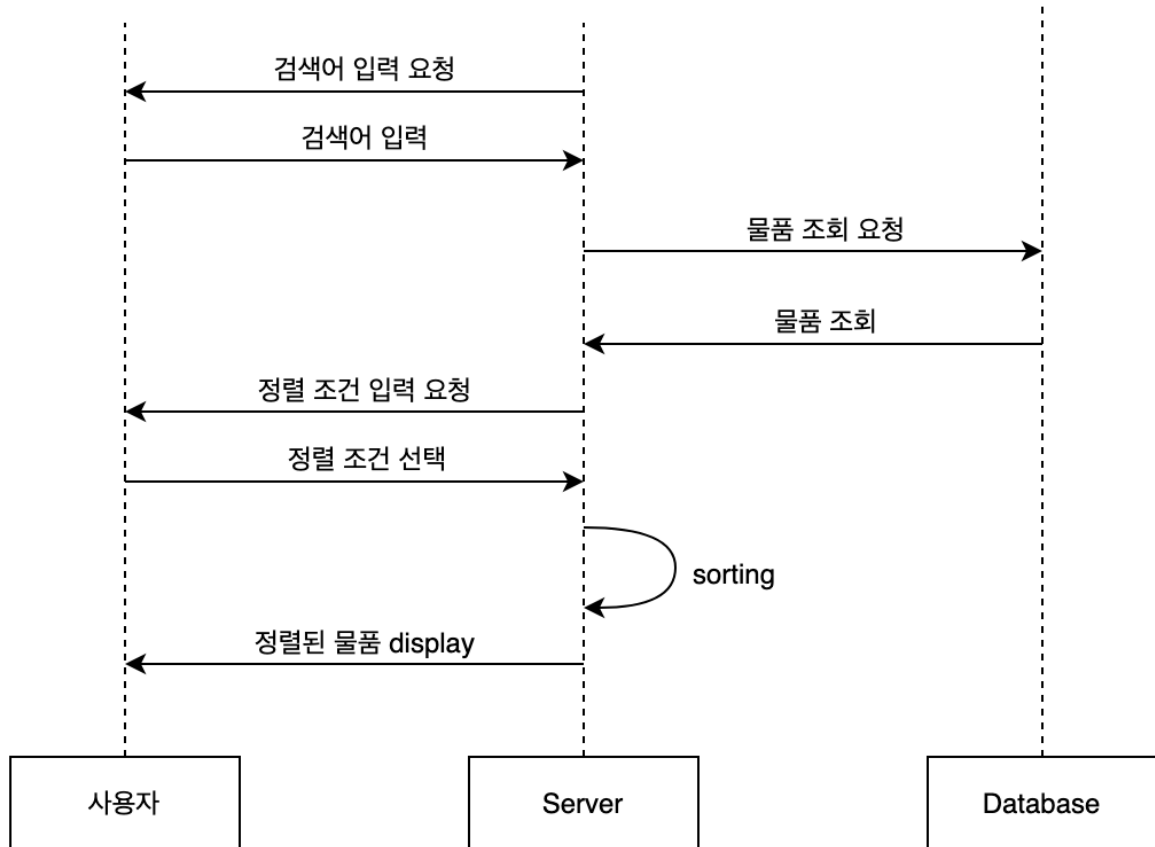 검색어 입력 요청
검색어 입력
물품 조회 요청
물품 조회
정렬 조건 입력 요청
정렬 조건 선택
sorting
정렬된 물품 display
사용자
Server
Database